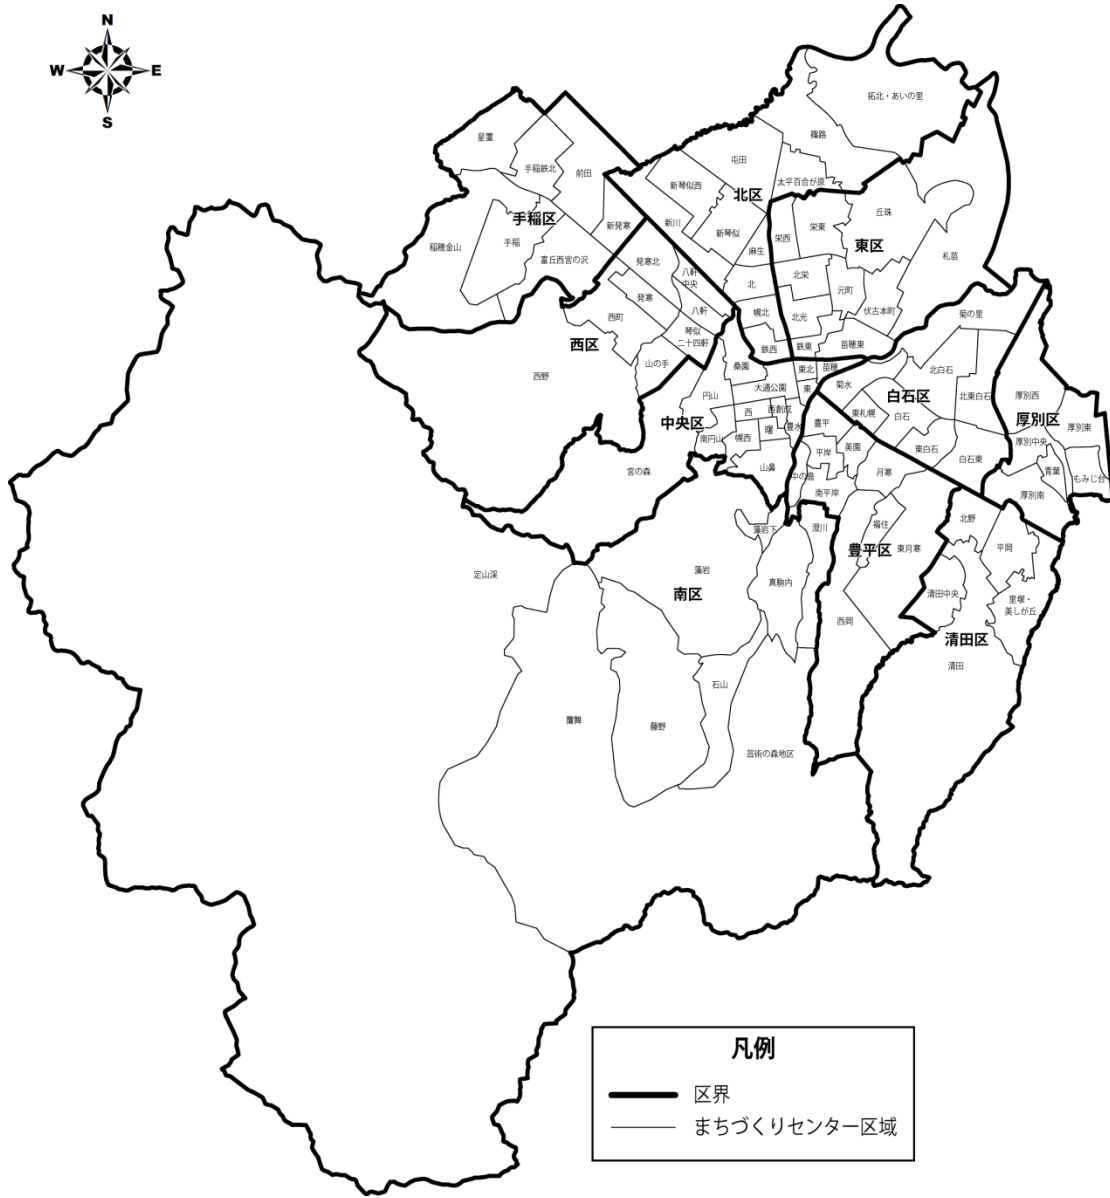 N
W
E
S
拓北・あいの里
星置
篠路
手稲鉄北
前田
屯田
太平百合が原
新琴似西
北区
手稲区
新発寒
新川
新琴似
麻生
栄西
栄東
丘珠
東区
札苗
稲穂金山
手稲
富丘西宮の沢
発寒北
八軒
中央
発寒
北
北栄
元町
伏古本町
菊の里
西町
八軒
幌北
北光
西区
琴似
二十四軒
鉄西
鉄東
苗穂東
西野
山の手
桑園
東北
苗穂
北白石
大通公園
東
菊水
白石区
北東白石
厚別西
円山
中央区
西
西創成
東札幌
白石
厚別区
厚別東
南円山
幌西
曙
豊水
豊平
美園
東白石
白石東
厚別中央
平岸
宮の森
山鼻
中の島
月寒
青葉
もみじ台
南平岸
厚別南
藻岩下
澄川
福住
北野
豊平区
東月寒
平岡
定山渓
藻岩
真駒内
南区
清田中央
里塚・
美しが丘
西岡
清田区
清田
石山
簾舞
藤野
芸術の森地区
凡例
区界
まちづくりセンター区域